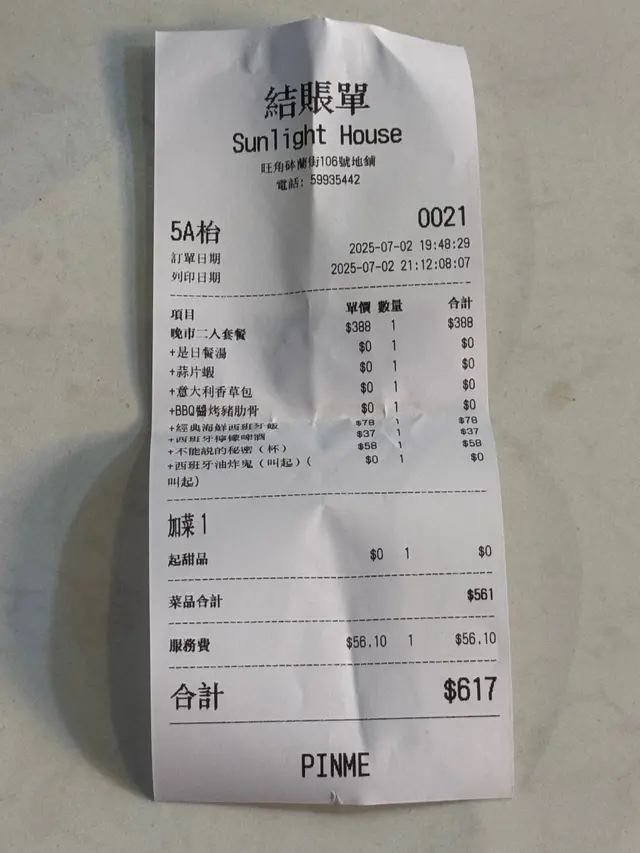 結賬單
Sunlight House
旺角砵蘭街106號地鋪
電話: 59935442
5A枱 0021
訂單日期 2025-07-02 19:48:29
列印日期 2025-07-02 21:12:08:07
項目 單價 數量 合計
晚市二人套餐 $388 1 $388
+是日餐湯 $0 1 $0
+蒜片蝦 $0 1 $0
+意大利香草包 $0 1 $0
+BBQ醬烤豬肋骨 $0 1 $0
+經典海鮮西班牙飯 $78 1 $78
+西班牙檸檬啤酒 $37 1 $37
+不能說的秘密（杯） $58 1 $58
+西班牙油炸鬼（叫起）( $0 1 $0
叫起)
加菜 1
起甜品 $0 1 $0
菜品合計 $561
服務費 $56.10 1 $56.10
合計 $617
PINME